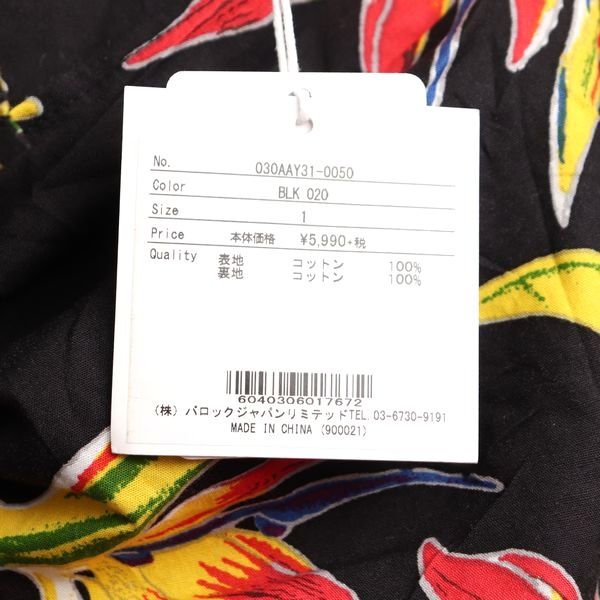 No. 030AAY31-0050
Color BLK 020
Size 1
Price 本体価格 ¥5,990+税
Quality 表地 コットン 100%
裏地 コットン 100%
6040306017672
(株) バロックジャパンリミテッドTEL. 03-6730-9191
MADE IN CHINA (900021)